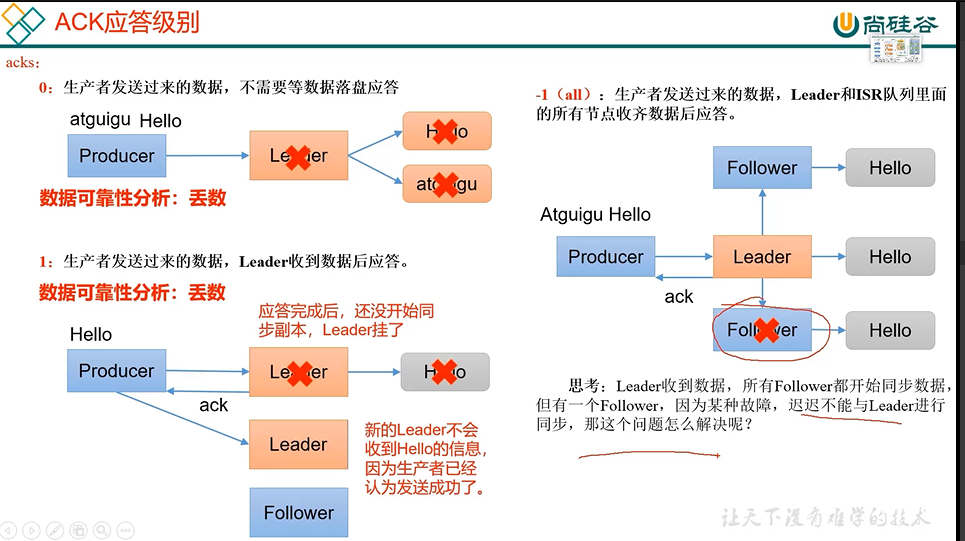 ACK应答级别
尚硅谷
acks：
0：生产者发送过来的数据，不需要等数据落盘应答
atguigu Hello
Producer
Leader
Hello
atguigu
数据可靠性分析：丢数
1：生产者发送过来的数据，Leader收到数据后应答。
数据可靠性分析：丢数
应答完成后，还没开始同
步副本，Leader挂了
Hello
Producer
Leader
Hello
ack
Leader
新的Leader不会
收到Hello的信息，
因为生产者已经
认为发送成功了。
Follower
-1（all）：生产者发送过来的数据，Leader和ISR队列里面
的所有节点收齐数据后应答。
Follower
Hello
Atguigu Hello
Producer
Leader
Hello
ack
Follower
Hello
思考：Leader收到数据，所有Follower都开始同步数据，
但有一个Follower，因为某种故障，迟迟不能与Leader进行
同步，那这个问题怎么解决呢？
让天下没有难学的技术